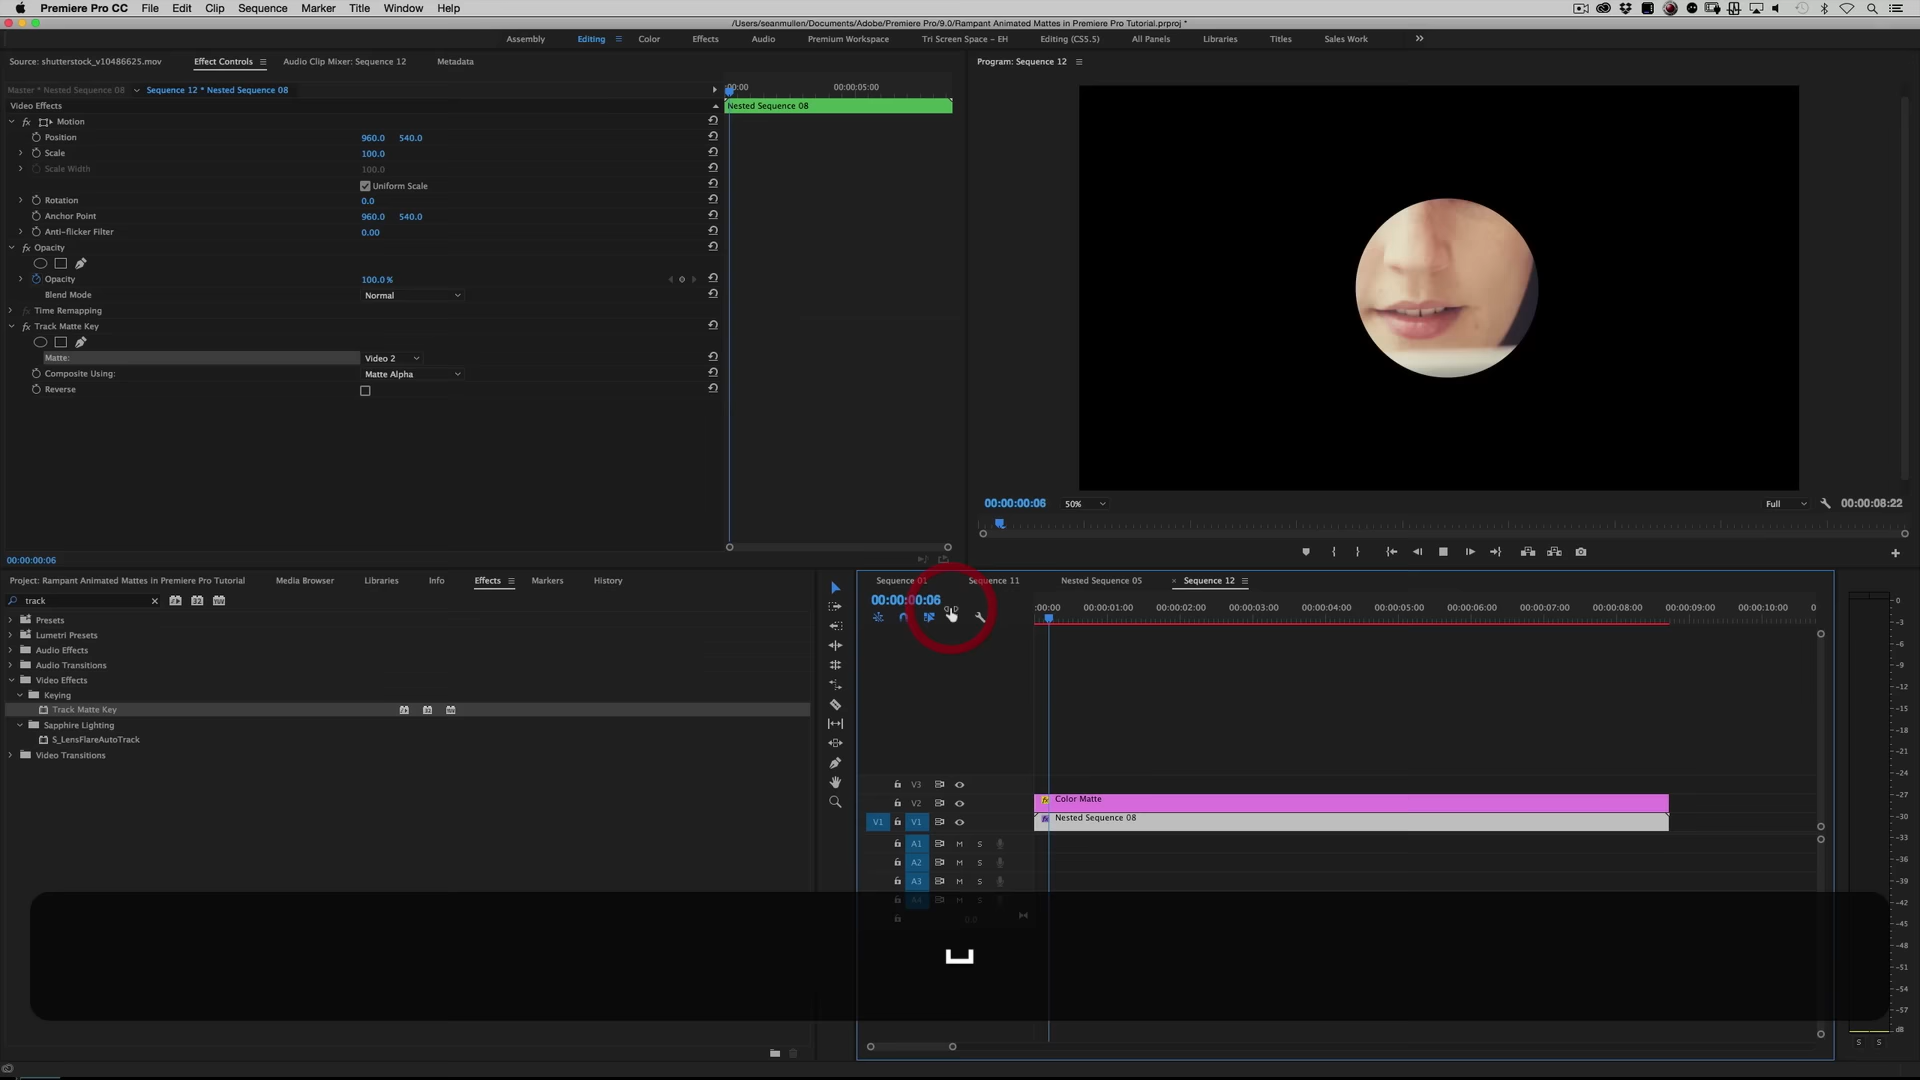 Premiere Pro CC File Edit Clip Sequence Marker Title Window Help
/Users/seanmullen/Documents/Adobe/Premiere Pro/9.0/Rampant Animated Mattes in Premiere Pro Tutorial.prproj *
Assembly Editing Color Effects Audio Premium Workspace Tri Screen Space - EH Editing (CS5.5) All Panels Libraries Titles Sales Work
Source: shutterstock_v10486625.mov Effect Controls Audio Clip Mixer: Sequence 12 Metadata
Program: Sequence 12
Master * Nested Sequence 08 Sequence 12 * Nested Sequence 08
:00:00 00:00:05:00
Video Effects
Nested Sequence 08
fx Motion
Position 960.0 540.0
Scale 100.0
Scale Width 100.0
Uniform Scale
Rotation 0.0
Anchor Point 960.0 540.0
Anti-flicker Filter 0.00
fx Opacity
Opacity 100.0 %
Blend Mode Normal
fx Time Remapping
fx Track Matte Key
Matte: Video 2
Composite Using: Matte Alpha
Reverse
00:00:00:06
00:00:00:06 50% Full 00:00:08:22
Project: Rampant Animated Mattes in Premiere Pro Tutorial Media Browser Libraries Info Effects Markers History
track
Presets
Lumetri Presets
Audio Effects
Audio Transitions
Video Effects
Keying
Track Matte Key
Sapphire Lighting
S_LensFlareAutoTrack
Video Transitions
Sequence 01 Sequence 11 Nested Sequence 05 × Sequence 12
00:00:00:06
:00:00 00:00:01:00 00:00:02:00 00:00:03:00 00:00:04:00 00:00:05:00 00:00:06:00 00:00:07:00 00:00:08:00 00:00:09:00 00:00:10:00 0
V3
V2 fx Color Matte
V1 V1 fx Nested Sequence 08
A1 M S
A2 M S
A3 M S
A4 M S
0.0
0
-3
-6
-9
-12
-15
-18
-21
-24
-27
-30
-33
-36
-39
-42
-45
-48
-51
-54
-57
dB
S S